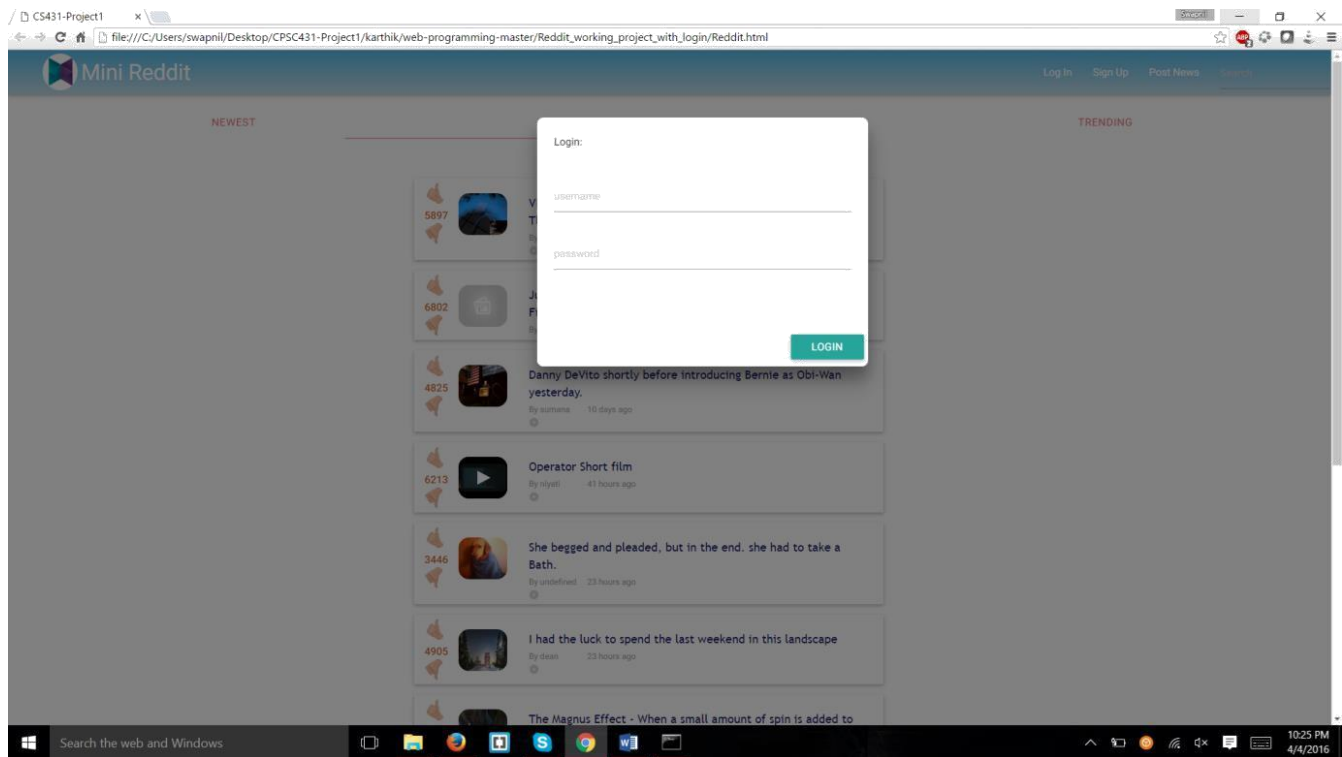 CS431-Project1
Swapnil
file:///C:/Users/swapnil/Desktop/CPSC431-Project1/karthik/web-programming-master/Reddit_working_project_with_login/Reddit.html
Mini Reddit
Log In Sign Up Post News Search
NEWEST
TRENDING
Login:
username
password
LOGIN
5897
V
T
By
6802
Ju
F
By
4825
Danny DeVito shortly before introducing Bernie as Obi-Wan
yesterday.
By 10 days ago
6213
Operator Short film
By niyati 41 hours ago
3446
She begged and pleaded, but in the end. she had to take a
Bath.
By undefined 23 hours ago
4905
I had the luck to spend the last weekend in this landscape
By dean 23 hours ago
The Magnus Effect - When a small amount of spin is added to
Search the web and Windows
10:25 PM
4/4/2016